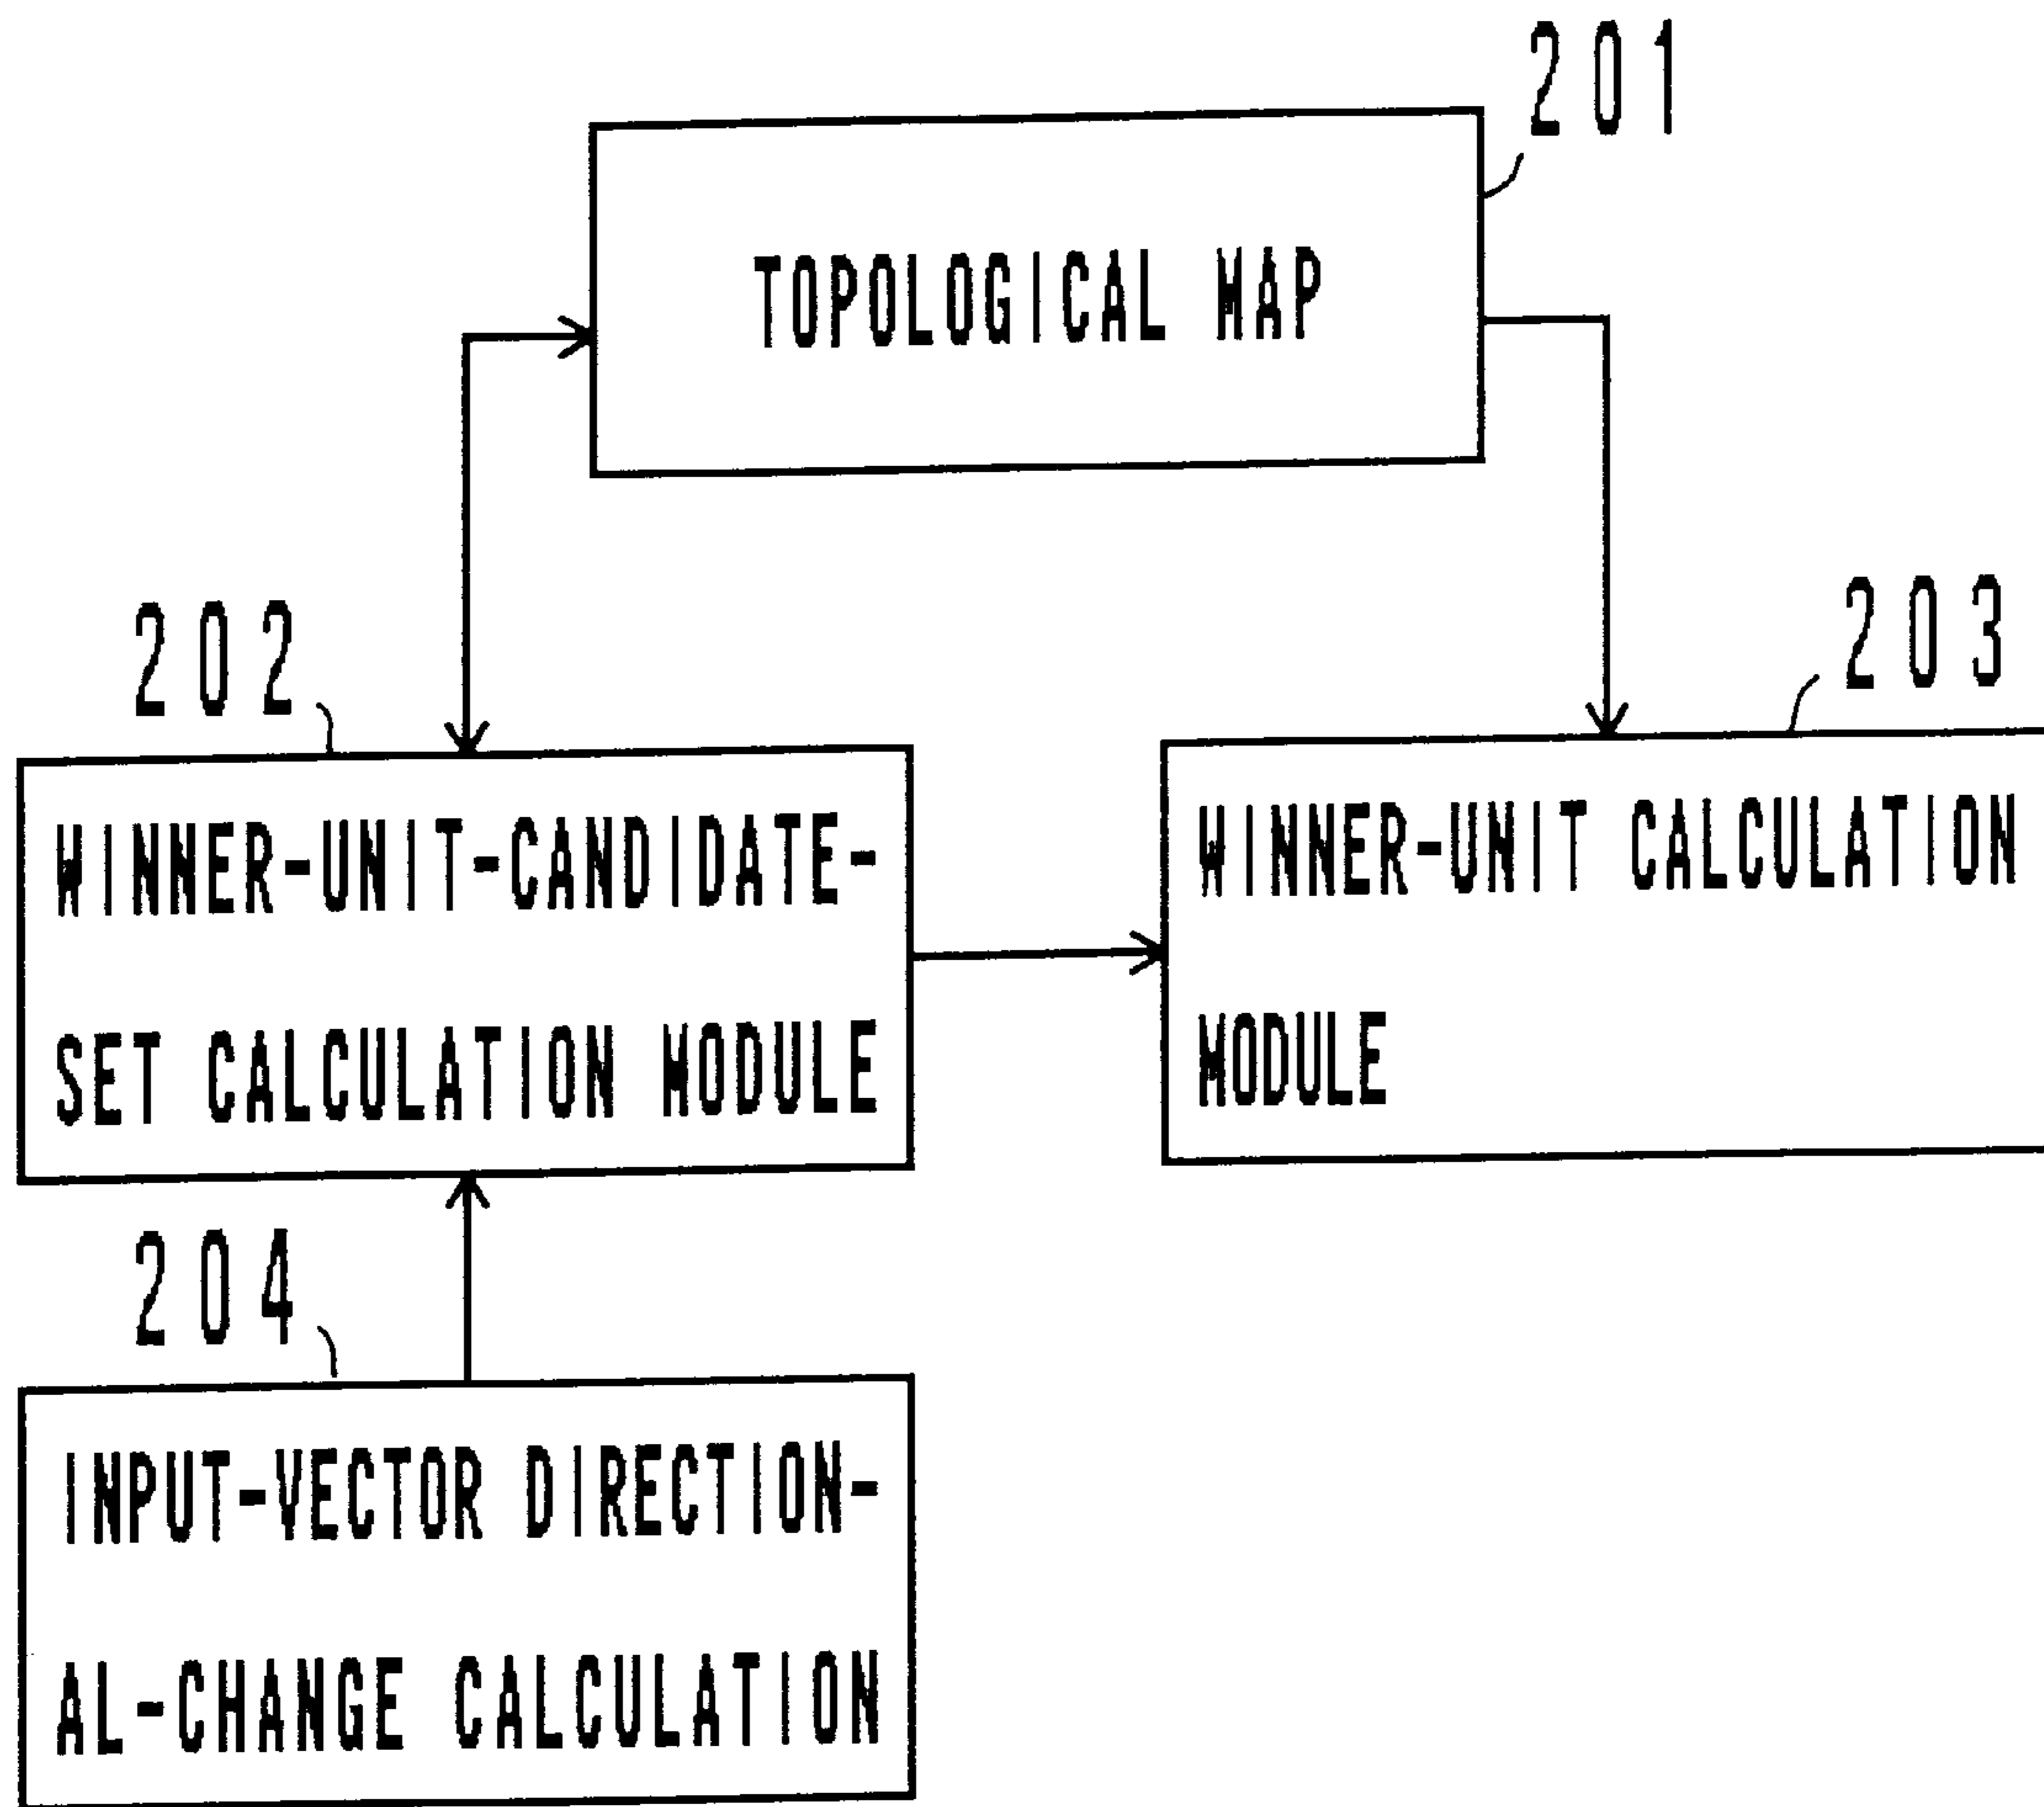 201
TOPOLOGICAL MAP
202
203
WINNER-UNIT-CANDIDATE-
SET CALCULATION MODULE
WINNER-UNIT CALCULATION
MODULE
204
INPUT-VECTOR DIRECTION-
AL-CHANGE CALCULATION